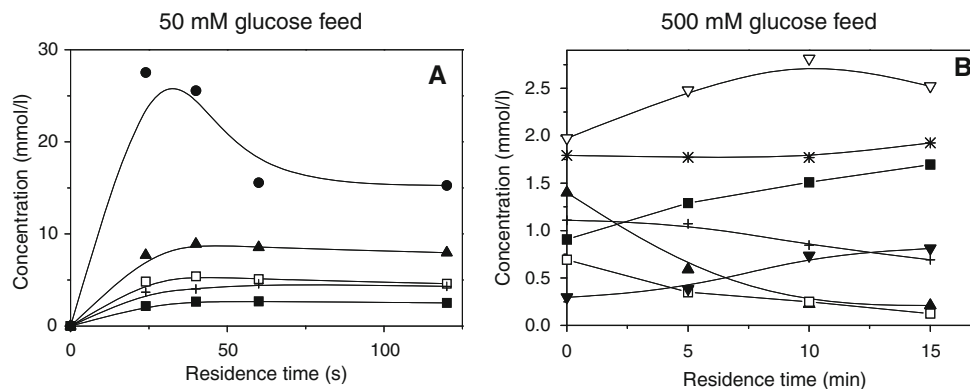 50 mM glucose feed
500 mM glucose feed
A
30
20
10
0
Concentration (mmol/l)
0
50
100
Residence time (s)
B
2.5
2.0
1.5
1.0
0.5
0.0
Concentration (mmol/l)
0
5
10
15
Residence time (min)